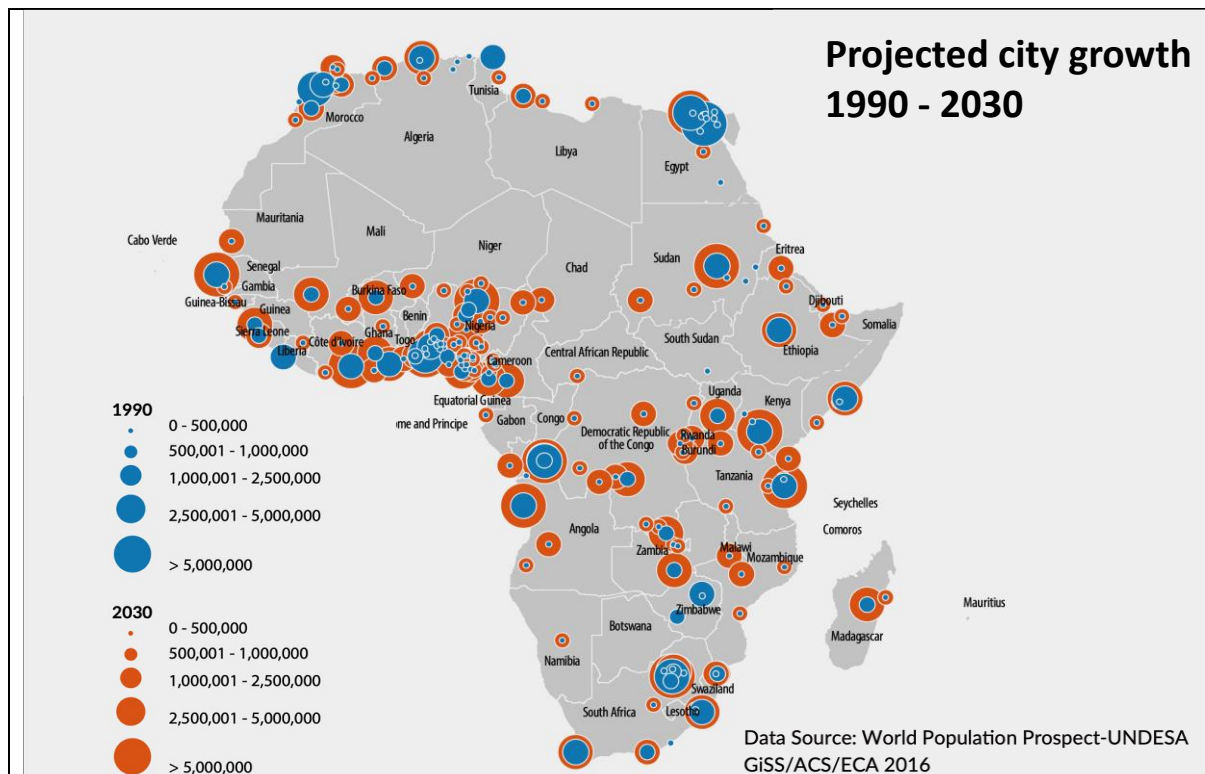 Projected city growth
1990 - 2030
Tunisia
Morocco
Algeria
Libya
Egypt
Mauritania
Cabo Verde
Mali
Niger
Chad
Sudan
Eritrea
Senegal
Gambia
Guinea-Bissau
Guinea
Burkina Faso
Benin
Nigeria
Djibouti
Somalia
Sierra Leone
Côte d'Ivoire
Ghana
Togo
Liberia
South Sudan
Ethiopia
Central African Republic
Cameroon
Equatorial Guinea
Uganda
Kenya
ome and Principe
Gabon
Congo
Democratic Republic
of the Congo
Rwanda
Burundi
Tanzania
Seychelles
Comoros
Angola
Zambia
Malawi
Mozambique
Zimbabwe
Mauritius
Botswana
Madagascar
Namibia
Swaziland
South Africa
Lesotho
1990
0 - 500,000
500,001 - 1,000,000
1,000,001 - 2,500,000
2,500,001 - 5,000,000
> 5,000,000
2030
0 - 500,000
500,001 - 1,000,000
1,000,001 - 2,500,000
2,500,001 - 5,000,000
> 5,000,000
Data Source: World Population Prospect-UNDESA
GiSS/ACS/ECA 2016